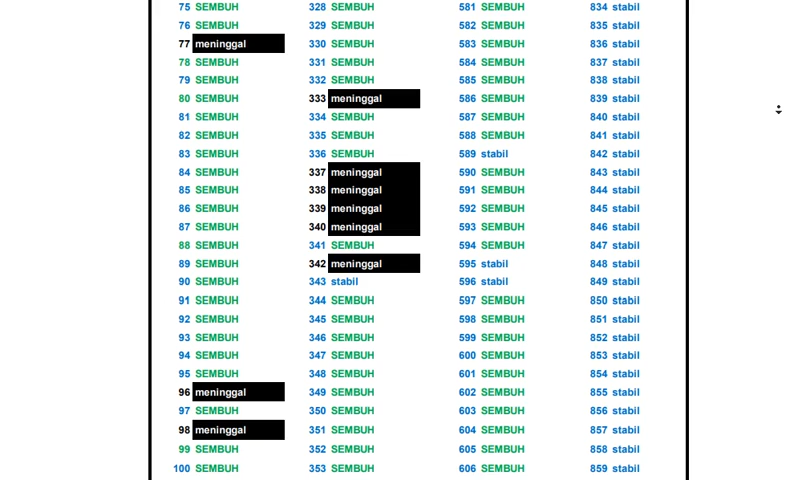 75 SEMBUH 328 SEMBUH 581 SEMBUH 834 stabil
76 SEMBUH 329 SEMBUH 582 SEMBUH 835 stabil
77 meninggal 330 SEMBUH 583 SEMBUH 836 stabil
78 SEMBUH 331 SEMBUH 584 SEMBUH 837 stabil
79 SEMBUH 332 SEMBUH 585 SEMBUH 838 stabil
80 SEMBUH 333 meninggal 586 SEMBUH 839 stabil
81 SEMBUH 334 SEMBUH 587 SEMBUH 840 stabil
82 SEMBUH 335 SEMBUH 588 SEMBUH 841 stabil
83 SEMBUH 336 SEMBUH 589 stabil 842 stabil
84 SEMBUH 337 meninggal 590 SEMBUH 843 stabil
85 SEMBUH 338 meninggal 591 SEMBUH 844 stabil
86 SEMBUH 339 meninggal 592 SEMBUH 845 stabil
87 SEMBUH 340 meninggal 593 SEMBUH 846 stabil
88 SEMBUH 341 SEMBUH 594 SEMBUH 847 stabil
89 SEMBUH 342 meninggal 595 stabil 848 stabil
90 SEMBUH 343 stabil 596 stabil 849 stabil
91 SEMBUH 344 SEMBUH 597 SEMBUH 850 stabil
92 SEMBUH 345 SEMBUH 598 SEMBUH 851 stabil
93 SEMBUH 346 SEMBUH 599 SEMBUH 852 stabil
94 SEMBUH 347 SEMBUH 600 SEMBUH 853 stabil
95 SEMBUH 348 SEMBUH 601 SEMBUH 854 stabil
96 meninggal 349 SEMBUH 602 SEMBUH 855 stabil
97 SEMBUH 350 SEMBUH 603 SEMBUH 856 stabil
98 meninggal 351 SEMBUH 604 SEMBUH 857 stabil
99 SEMBUH 352 SEMBUH 605 SEMBUH 858 stabil
100 SEMBUH 353 SEMBUH 606 SEMBUH 859 stabil